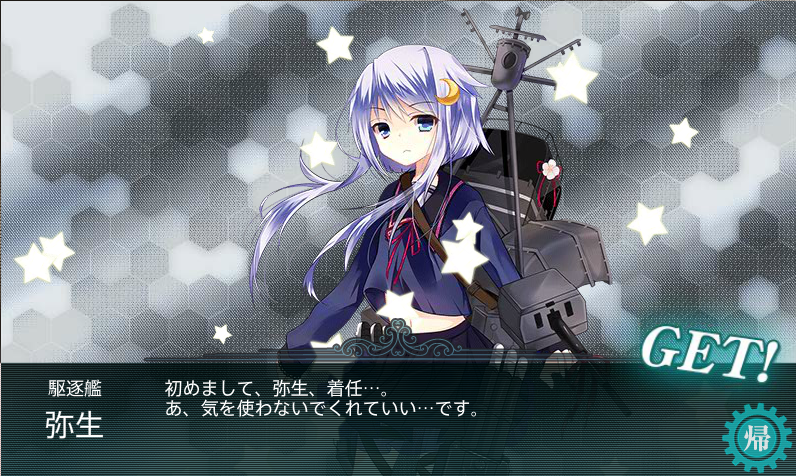 GET!
駆逐艦
弥生
初めまして、弥生、着任…。
あ、気を使わないでくれていい…です。
帰